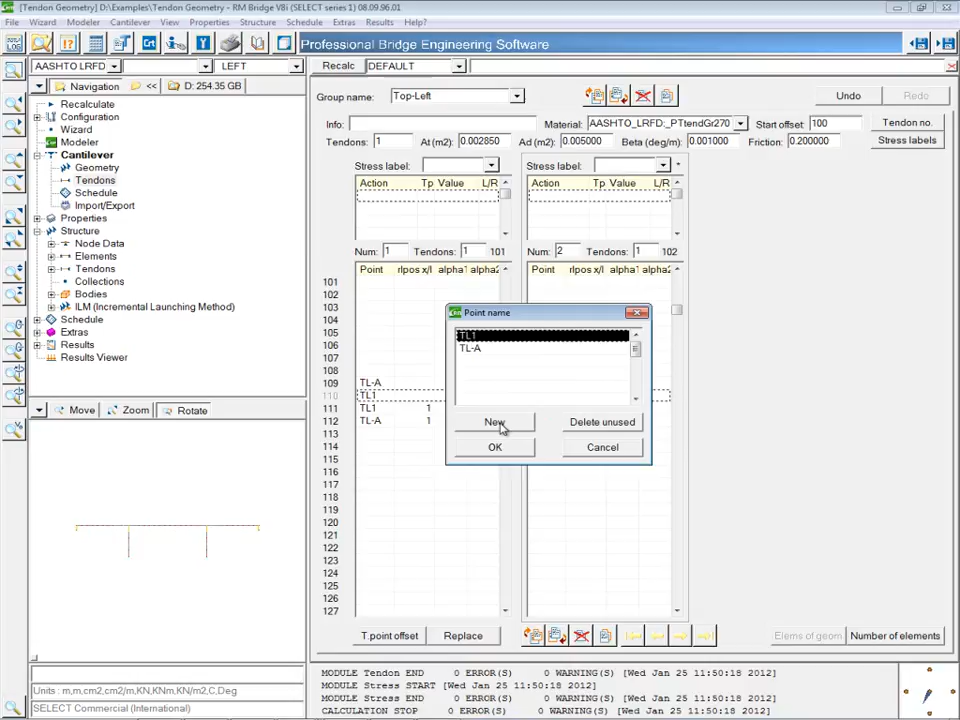 Tendon Geometry [D:\Examples\Tendon Geometry - RM Bridge V8i (SELECT series 1) 08.09.96.01
File Wizard Modeler Cantilever View Properties Structure Schedule Extras Results Help?
Professional Bridge Engineering Software
AASHTO LRFD LEFT
Recalc DEFAULT
Navigation << D: 254.35 GB
Group name: Top-Left Undo Redo
Info: Material: AASHTO_LRFD:_PTtendGr270 Start offset: 100 Tendon no.
Tendons: 1 At(m2): 0.002850 Ad (m2): 0.005000 Beta (deg/m): 0.001000 Friction: 0.200000 Stress labels
Recalculate
Configuration
Wizard
Modeler
Cantilever
Geometry
Tendons
Schedule
Import/Export
Properties
Structure
Node Data
Elements
Tendons
Collections
Bodies
ILM (Incremental Launching Method)
Schedule
Extras
Results
Results Viewer
Stress label: Stress label:
Action Tp Value L/R Action Tp Value L/R
Num: 1 Tendons: 1 101 Num: 2 Tendons: 1 102
Point rlpos x/l alpha1 alpha2 Point rlpos x/l alpha1 alpha2
101
102
103
104
105
106
107
108
109 TL-A
110 TL1
111 TL1 1
112 TL-A 1
113
114
115
116
117
118
119
120
121
122
123
124
125
126
127
Point name
TL1
TL-A
New Delete unused
OK Cancel
Move Zoom Rotate
T.point offset Replace Elems of geom Number of elements
MODULE Tendon END 0 ERROR(S) 0 WARNING(S) [Wed Jan 25 11:50:18 2012]
MODULE Stress START [Wed Jan 25 11:50:18 2012]
MODULE Stress END 0 ERROR(S) 0 WARNING(S) [Wed Jan 25 11:50:18 2012]
CALCULATION STOP 0 ERROR(S) 0 WARNING(S) [Wed Jan 25 11:50:18 2012]
Units : m,m,cm2,cm2/m,KN,KNm,KN/m2,C,Deg
SELECT Commercial (International)